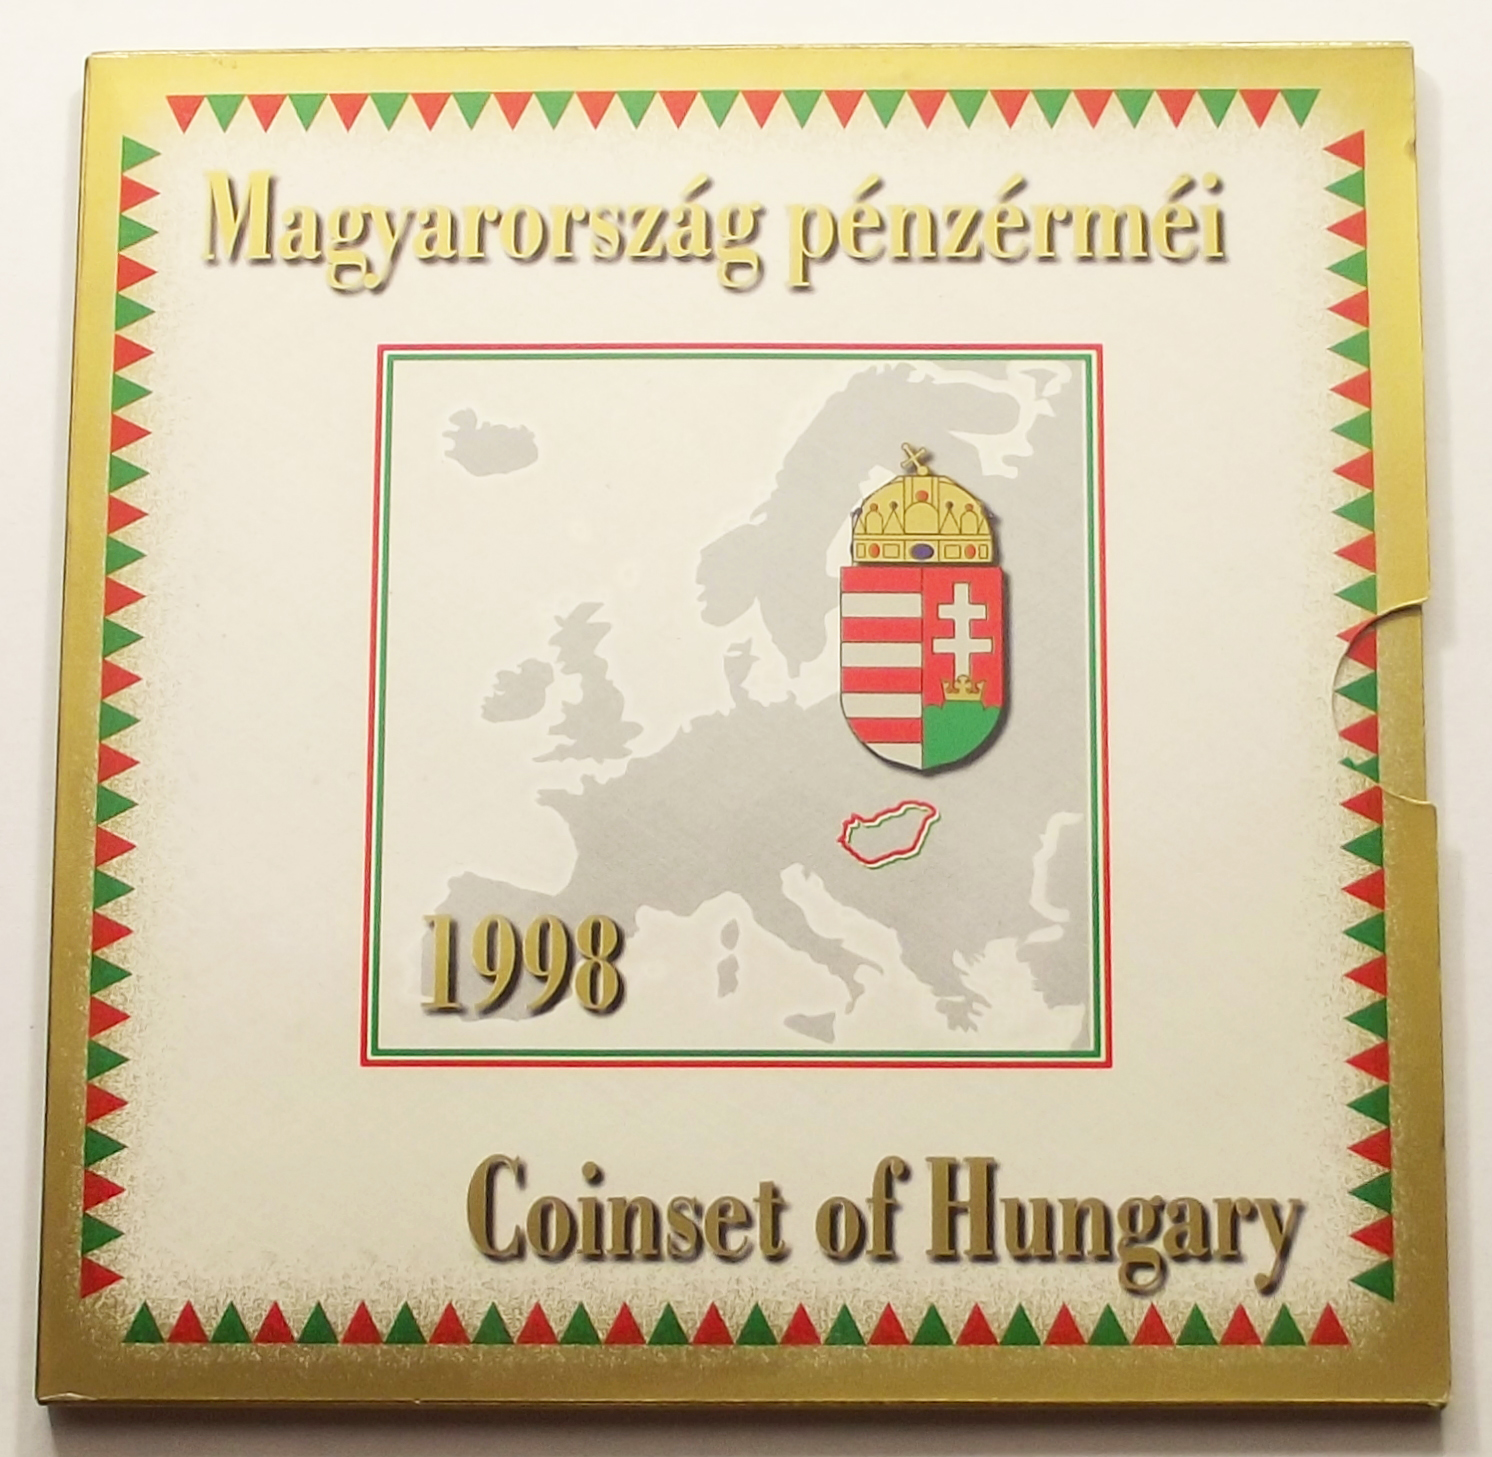 Magyarország pénzérméi
1998
Coinset of Hungary